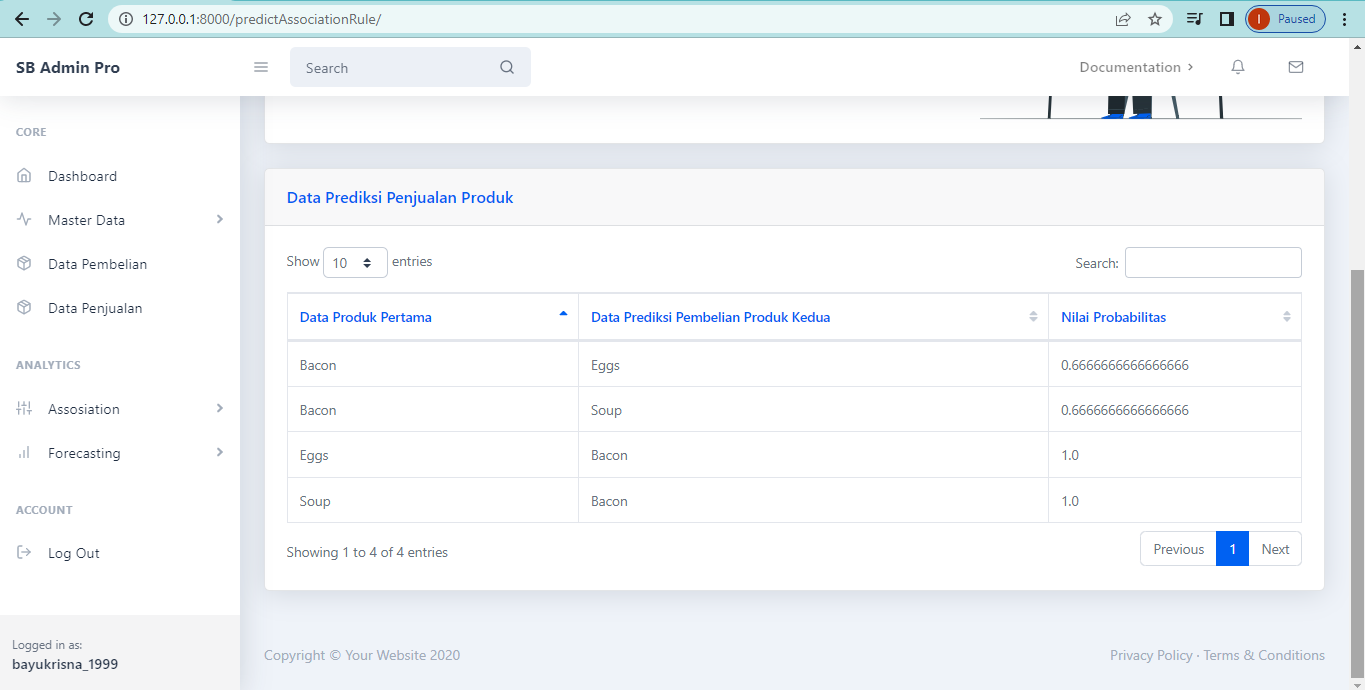 127.0.0.1:8000/predictAssociationRule/
I
Paused
SB Admin Pro
Search
Documentation
CORE
Dashboard
Master Data
Data Pembelian
Data Penjualan
ANALYTICS
Assosiation
Forecasting
ACCOUNT
Log Out
Logged in as:
bayukrisna_1999
Data Prediksi Penjualan Produk
Show 10 entries
Search:
Data Produk Pertama Data Prediksi Pembelian Produk Kedua Nilai Probabilitas
Bacon Eggs 0.6666666666666666
Bacon Soup 0.6666666666666666
Eggs Bacon 1.0
Soup Bacon 1.0
Showing 1 to 4 of 4 entries
Previous 1 Next
Copyright © Your Website 2020
Privacy Policy · Terms & Conditions